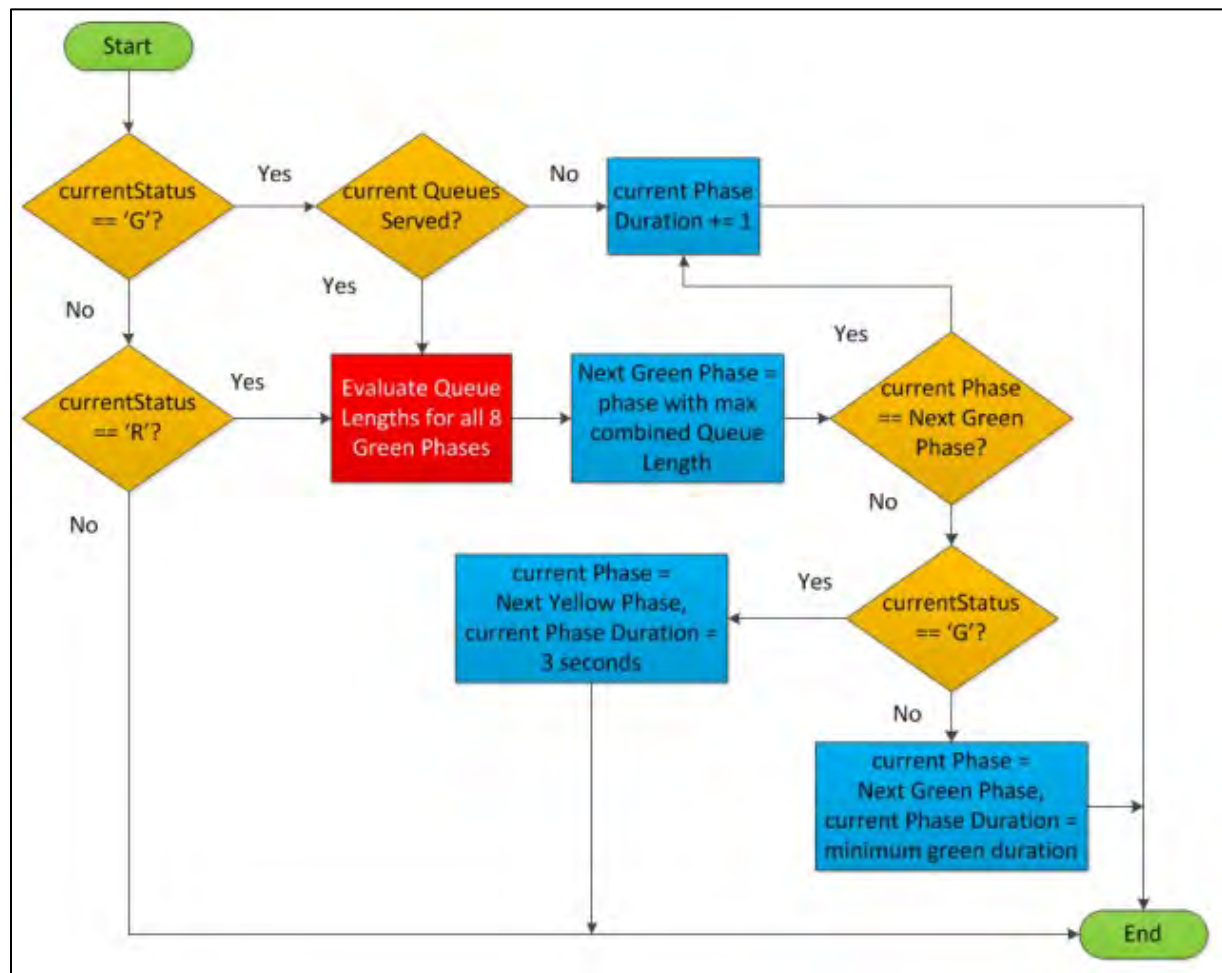 Start
currentStatus
== 'G'?
Yes
current Queues
Served?
No
current Phase
Duration += 1
No
Yes
currentStatus
== 'R'?
Yes
Evaluate Queue
Lengths for all 8
Green Phases
Next Green Phase =
phase with max
combined Queue
Length
Yes
current Phase
== Next Green
Phase?
No
No
current Phase =
Next Yellow Phase,
current Phase Duration =
3 seconds
Yes
currentStatus
== 'G'?
No
current Phase =
Next Green Phase,
current Phase Duration =
minimum green duration
End